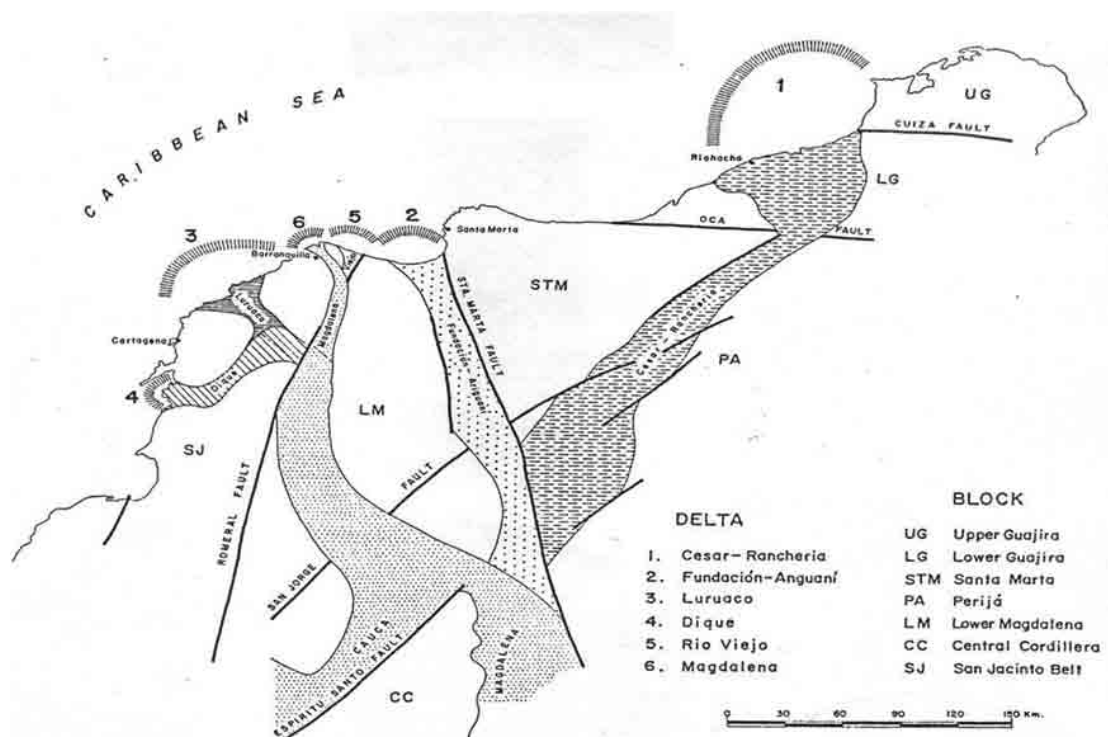 CARIBBEAN SEA
1
UG
CUIZA FAULT
Riohacha
LG
OCA FAULT
6
5
2
Santa Marta
3
Barranquilla
STM
Luruaco
Magdalena
STA. MARTA FAULT
Fundación-Ariguaní
Cesar - Ranchería
Cartagena
Dique
PA
4
LM
SJ
ROMERAL FAULT
SAN JORGE FAULT
CAUCA
MAGDALENA
ESPIRITU SANTO FAULT
CC
DELTA
1. Cesar-Rancheria
2. Fundación-Anguaní
3. Luruaco
4. Dique
5. Rio Viejo
6. Magdalena
BLOCK
UG Upper Guajira
LG Lower Guajira
STM Santa Marta
PA Perijá
LM Lower Magdalena
CC Central Cordillera
SJ San Jacinto Belt
0 30 60 90 120 150 Km.